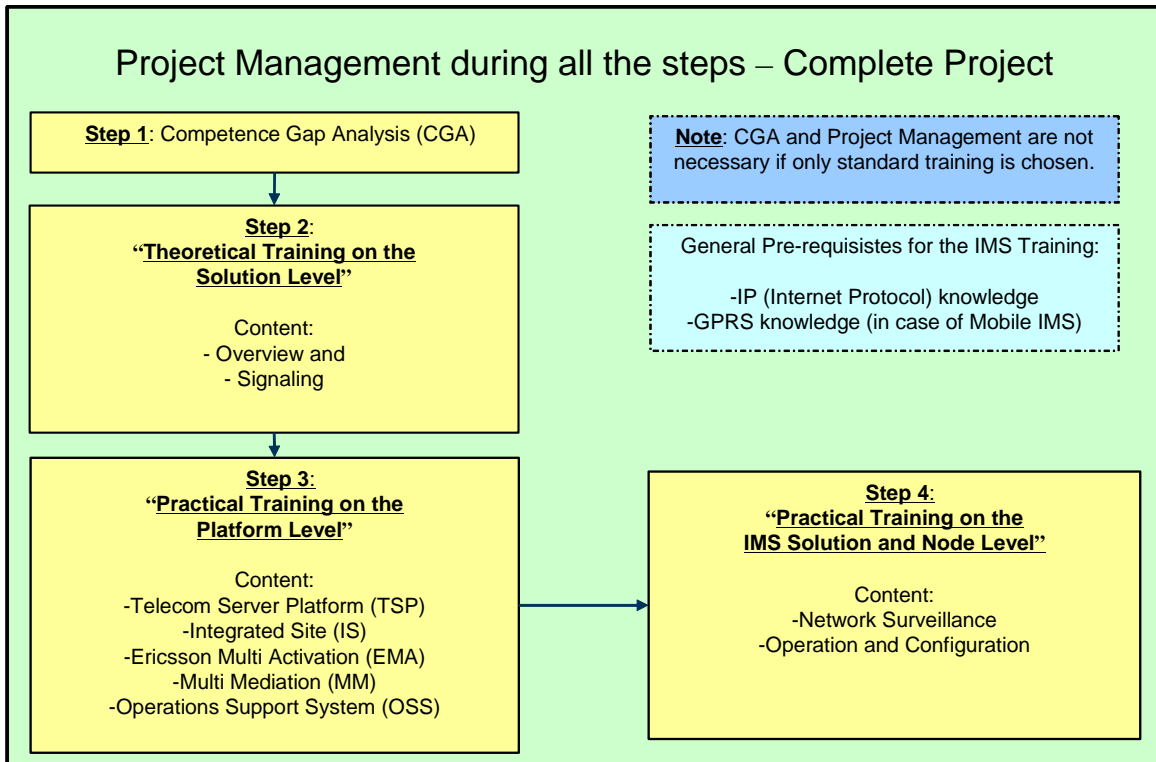 Project Management during all the steps – Complete Project
Step 1: Competence Gap Analysis (CGA)
Note: CGA and Project Management are not
necessary if only standard training is chosen.
Step 2:
“Theoretical Training on the
Solution Level”
Content:
- Overview and
- Signaling
General Pre-requisistes for the IMS Training:
-IP (Internet Protocol) knowledge
-GPRS knowledge (in case of Mobile IMS)
Step 3:
“Practical Training on the
Platform Level”
Content:
-Telecom Server Platform (TSP)
-Integrated Site (IS)
-Ericsson Multi Activation (EMA)
-Multi Mediation (MM)
-Operations Support System (OSS)
Step 4:
“Practical Training on the
IMS Solution and Node Level”
Content:
-Network Surveillance
-Operation and Configuration